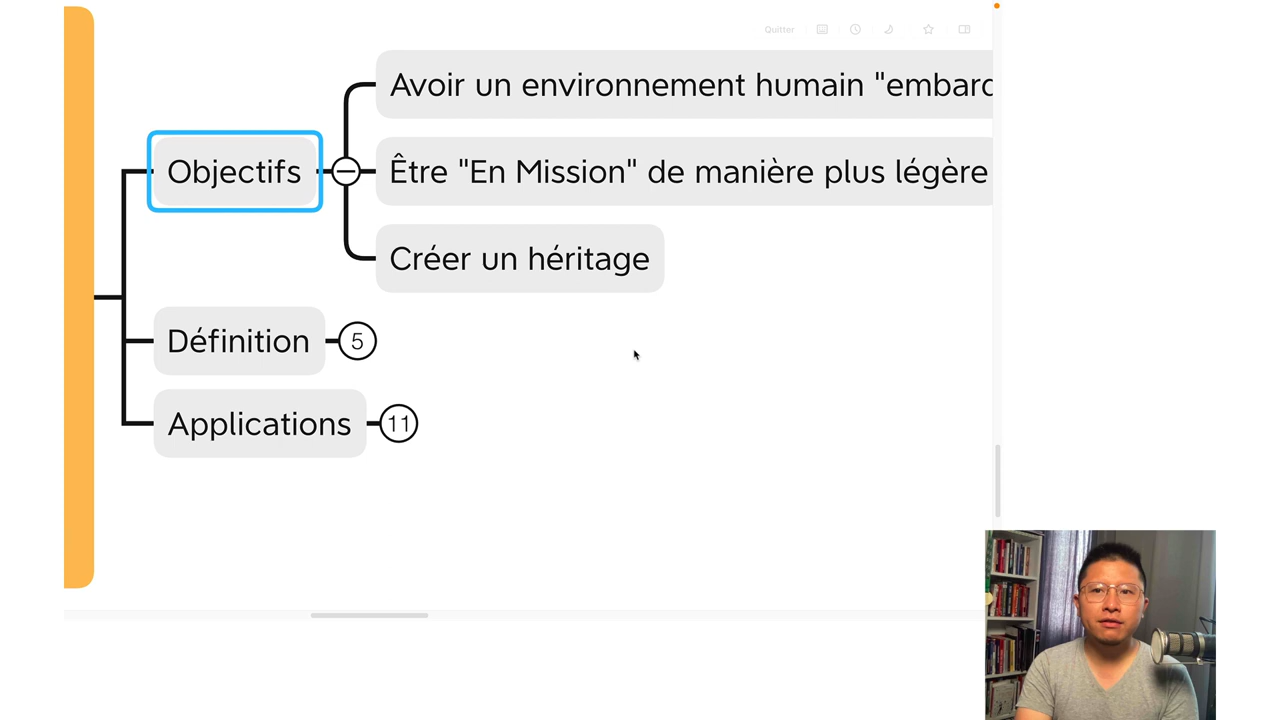 Quitter
Avoir un environnement humain "embarq
Objectifs
Être "En Mission" de manière plus légère
Créer un héritage
Définition
5
Applications
11